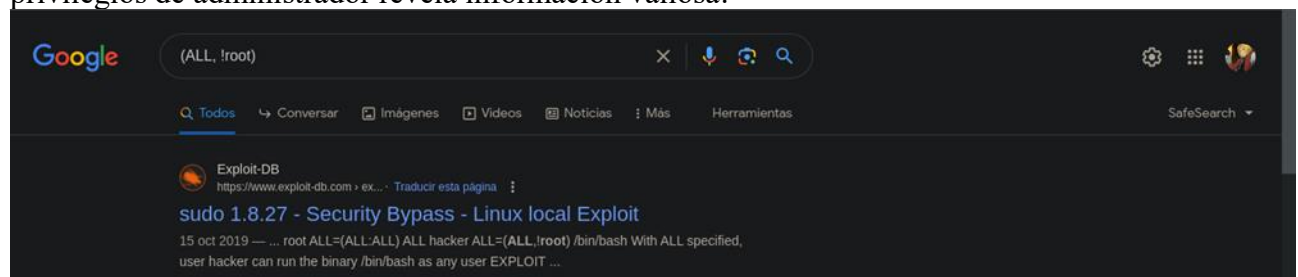 privilegios de administrador revela información valiosa:
Google (ALL, !root)
Todos Conversar Imágenes Videos Noticias Más Herramientas SafeSearch
Exploit-DB
https://www.exploit-db.com › ex... · Traducir esta página
sudo 1.8.27 - Security Bypass - Linux local Exploit
15 oct 2019 — ... root ALL=(ALL:ALL) ALL hacker ALL=(ALL,!root) /bin/bash With ALL specified,
user hacker can run the binary /bin/bash as any user EXPLOIT ...